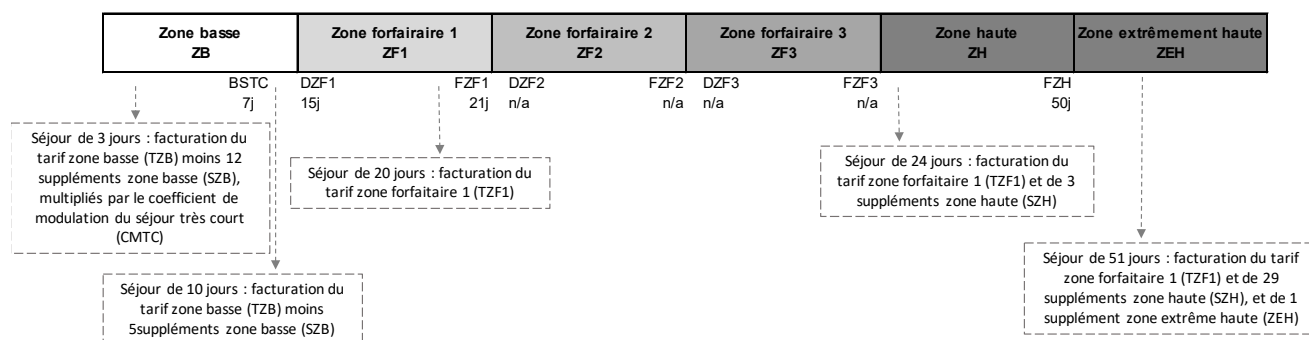 Zone basse
ZB
Zone forfairaire 1
ZF1
Zone forfairaire 2
ZF2
Zone forfairaire 3
ZF3
Zone haute
ZH
Zone extrêmement haute
ZEH
BSTC
7j
DZF1
15j
FZF1
21j
DZF2
n/a
FZF2
n/a
DZF3
n/a
FZF3
n/a
FZH
50j
Séjour de 3 jours : facturation du
tarif zone basse (TZB) moins 12
suppléments zone basse (SZB),
multipliés par le coefficient de
modulation du séjour très court
(CMTC)
Séjour de 20 jours : facturation du
tarif zone forfaitaire 1 (TZF1)
Séjour de 24 jours : facturation du
tarif zone forfaitaire 1 (TZF1) et de 3
suppléments zone haute (SZH)
Séjour de 10 jours : facturation du
tarif zone basse (TZB) moins
5suppléments zone basse (SZB)
Séjour de 51 jours : facturation du tarif
zone forfaitaire 1 (TZF1) et de 29
suppléments zone haute (SZH), et de 1
supplément zone extrême haute (ZEH)